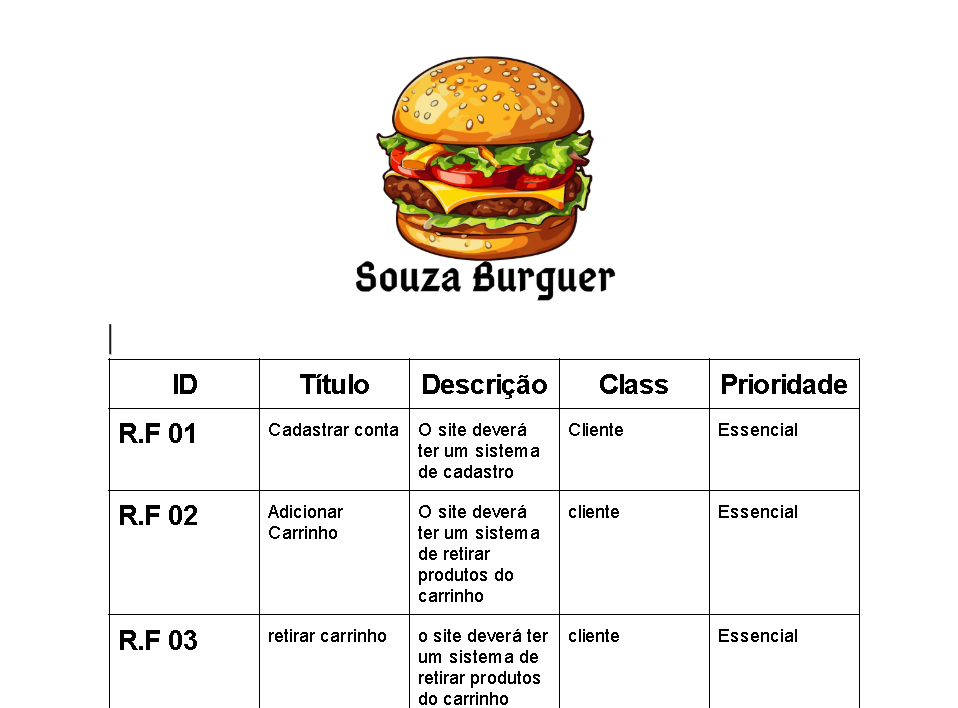 Souza Burguer
ID Título Descrição Class Prioridade
R.F 01 Cadastrar conta O site deverá Cliente Essencial
ter um sistema
de cadastro
R.F 02 Adicionar O site deverá cliente Essencial
Carrinho ter um sistema
de retirar
produtos do
carrinho
R.F 03 retirar carrinho o site deverá ter cliente Essencial
um sistema de
retirar produtos
do carrinho